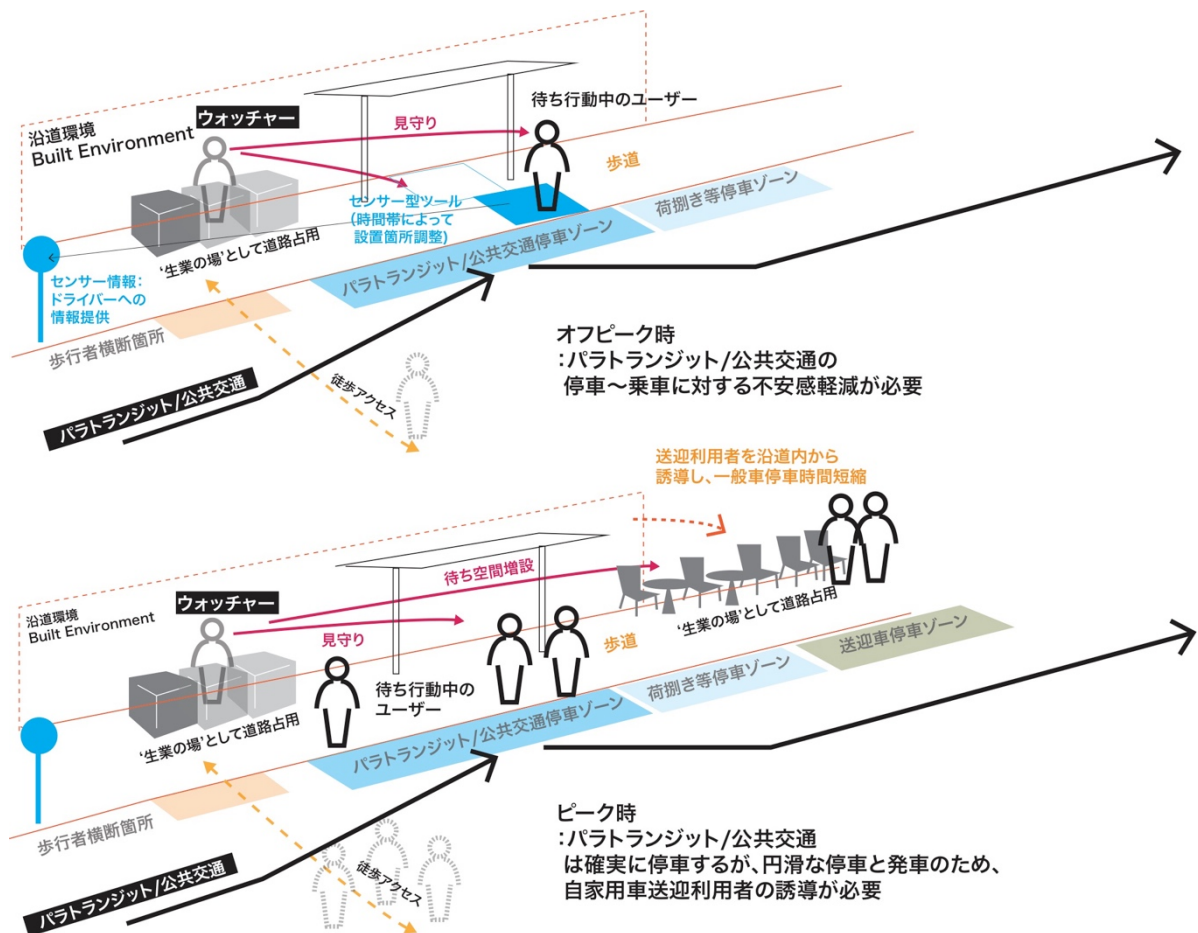 待ち行動中のユーザー
ウォッチャー
見守り
沿道環境
Built Environment
歩道
荷捌き等停車ゾーン
センサー型ツール
(時間帯によって
設置箇所調整)
'生業の場'として道路占用
パラトランジット/公共交通停車ゾーン
センサー情報：
ドライバーへの
情報提供
歩行者横断箇所
徒歩アクセス
パラトランジット/公共交通
オフピーク時
：パラトランジット/公共交通の
停車〜乗車に対する不安感軽減が必要
送迎利用者を沿道内から
誘導し、一般車停車時間短縮
待ち空間増設
ウォッチャー
沿道環境
Built Environment
見守り
'生業の場'として道路占用
歩道
送迎車停車ゾーン
待ち行動中の
ユーザー
荷捌き等停車ゾーン
'生業の場'として道路占用
パラトランジット/公共交通停車ゾーン
歩行者横断箇所
徒歩アクセス
パラトランジット/公共交通
ピーク時
：パラトランジット/公共交通
は確実に停車するが、円滑な停車と発車のため、
自家用車送迎利用者の誘導が必要